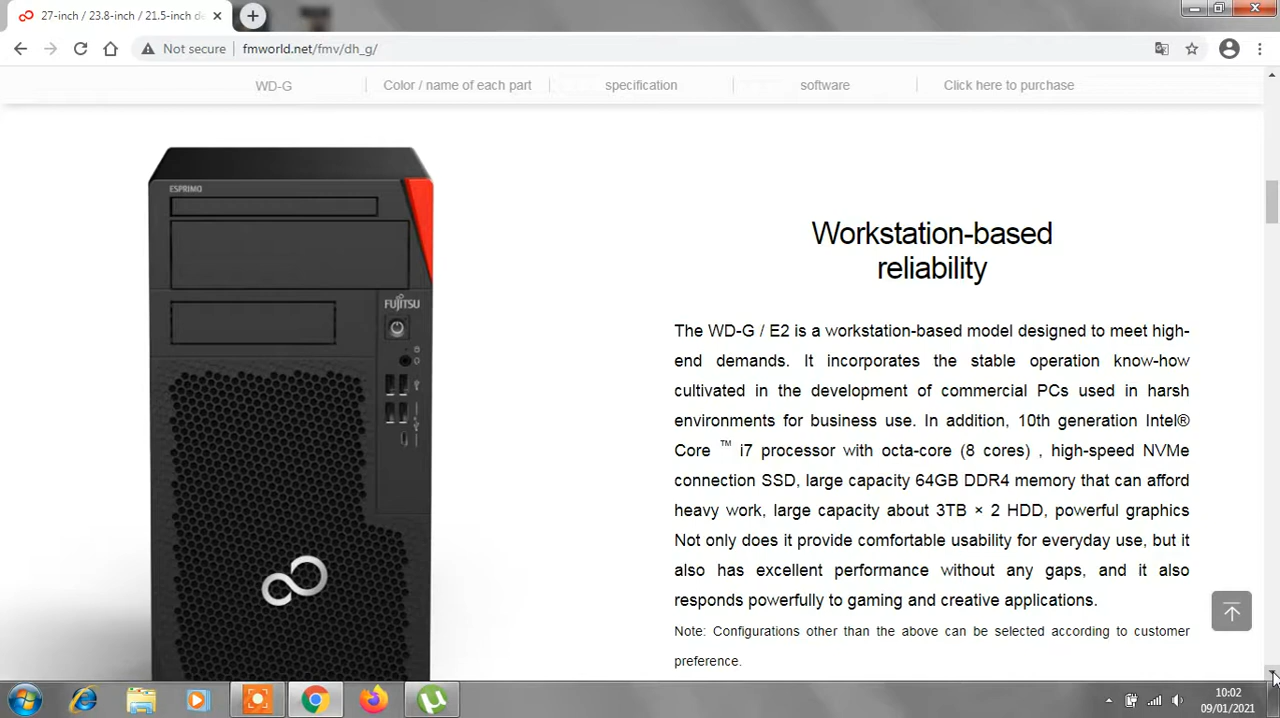 27-inch / 23.8-inch / 21.5-inch de
Not secure fmworld.net/fmv/dh_g/
WD-G Color / name of each part specification software Click here to purchase
ESPRIMO
FUJITSU
Workstation-based
reliability
The WD-G / E2 is a workstation-based model designed to meet high-
end demands. It incorporates the stable operation know-how
cultivated in the development of commercial PCs used in harsh
environments for business use. In addition, 10th generation Intel®
Core ™ i7 processor with octa-core (8 cores) , high-speed NVMe
connection SSD, large capacity 64GB DDR4 memory that can afford
heavy work, large capacity about 3TB × 2 HDD, powerful graphics
Not only does it provide comfortable usability for everyday use, but it
also has excellent performance without any gaps, and it also
responds powerfully to gaming and creative applications.
Note: Configurations other than the above can be selected according to customer
preference.
10:02
09/01/2021